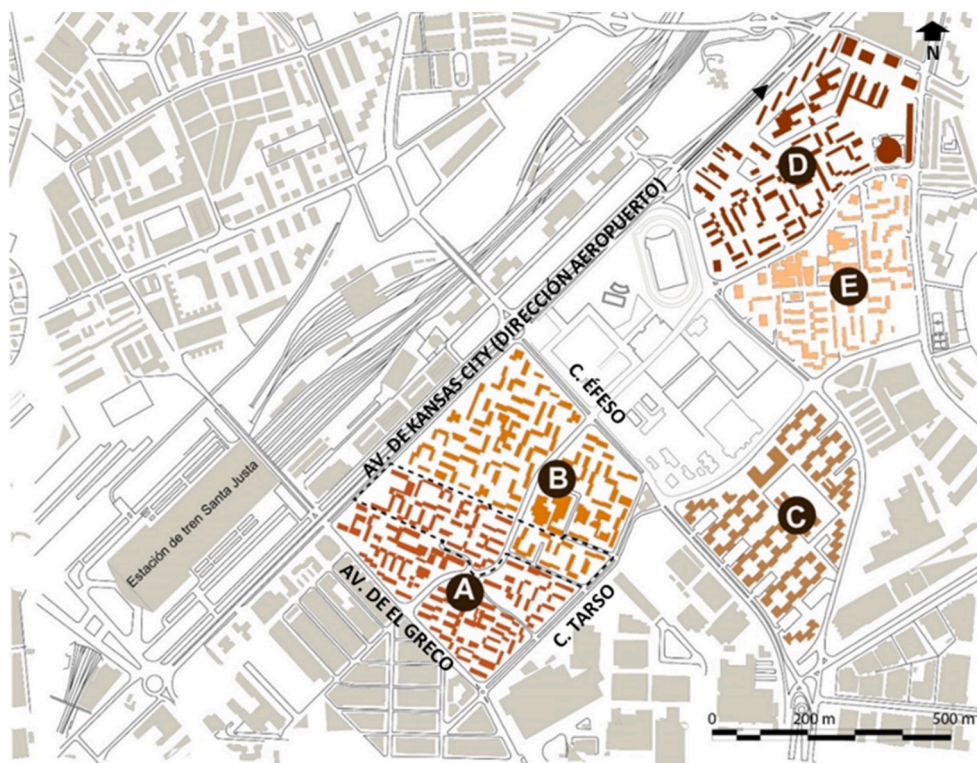 N
D
AV. DE KANSAS CITY (DIRECCIÓN AEROPUERTO)
E
C. ÉFESO
B
Estación de tren Santa Justa
C
A
AV. DE EL GRECO
C. TARSO
0 200 m 500 m